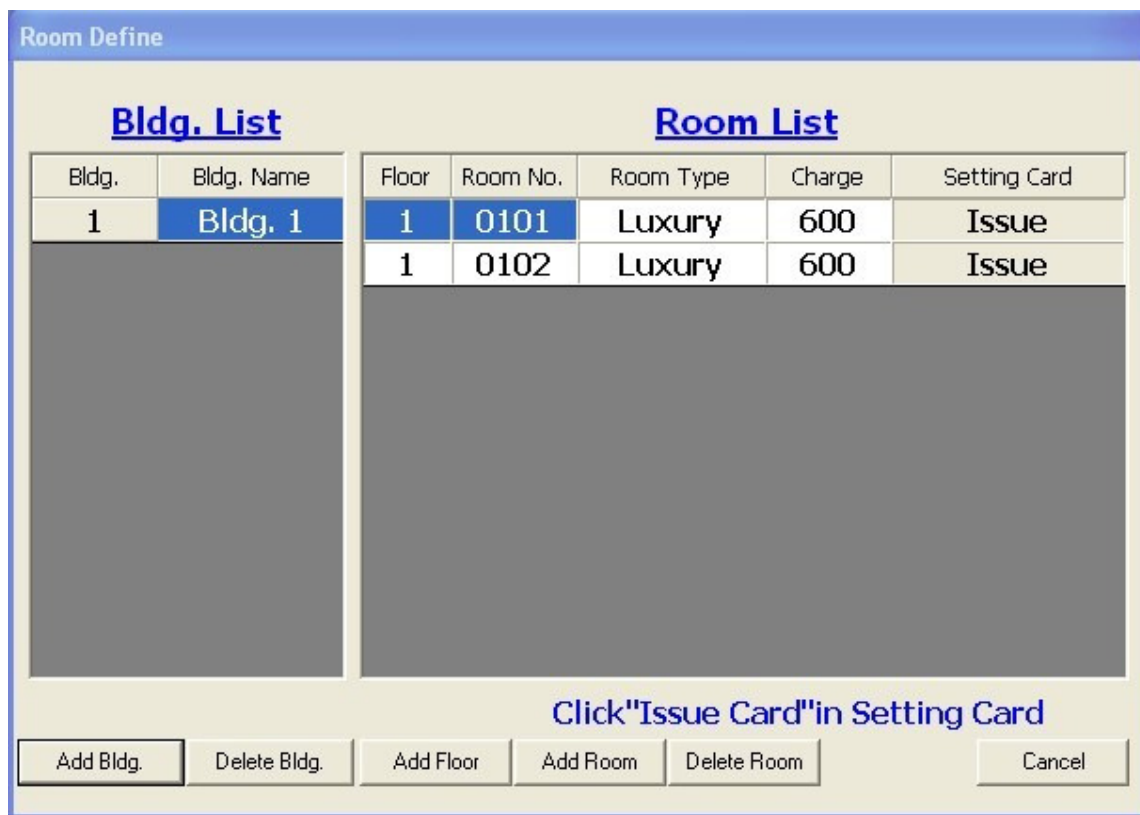 Room Define
Bldg. List
Room List
Bldg. Bldg. Name
Floor Room No. Room Type Charge Setting Card
1 Bldg. 1
1 0101 Luxury 600 Issue
1 0102 Luxury 600 Issue
Click"Issue Card"in Setting Card
Add Bldg. Delete Bldg. Add Floor Add Room Delete Room Cancel